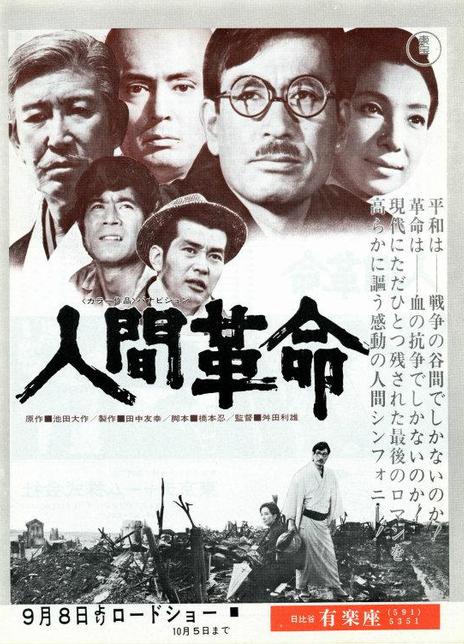 東宝
平和は──戦争の谷間でしかないのか！
革命は──血の抗争でしかないのか！
現代にただひとつ残された最後のロマンを
高らかに謳う感動の人間シンフォニー！
〈カラー作品〉パナビジョン
人間革命
原作■池田大作／製作■田中友幸／脚本■橋本忍／監督■舛田利雄
9月8日よりロードショー■
10月5日まで
日比谷 有楽座 (591)5351